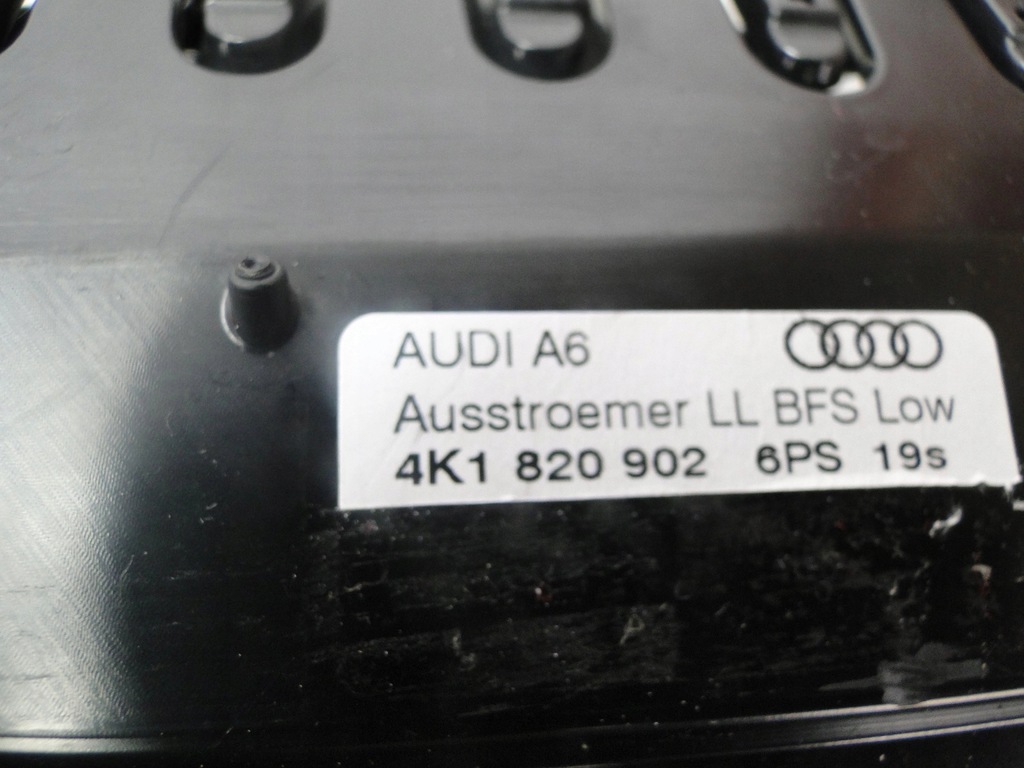 AUDI A6
Ausstroemer LL BFS Low
4K1 820 902 6PS 19s